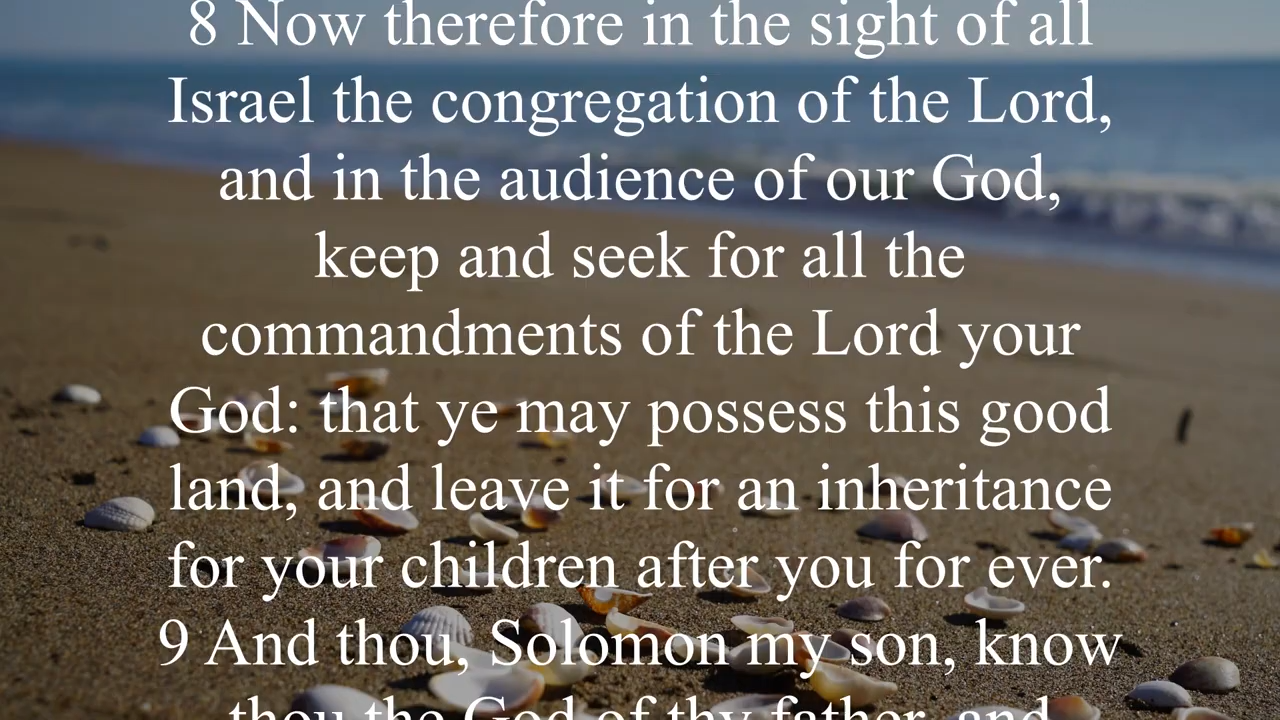 8 Now therefore in the sight of all
Israel the congregation of the Lord,
and in the audience of our God,
keep and seek for all the
commandments of the Lord your
God: that ye may possess this good
land, and leave it for an inheritance
for your children after you for ever.
9 And thou, Solomon my son, know
thou the God of thy father, and